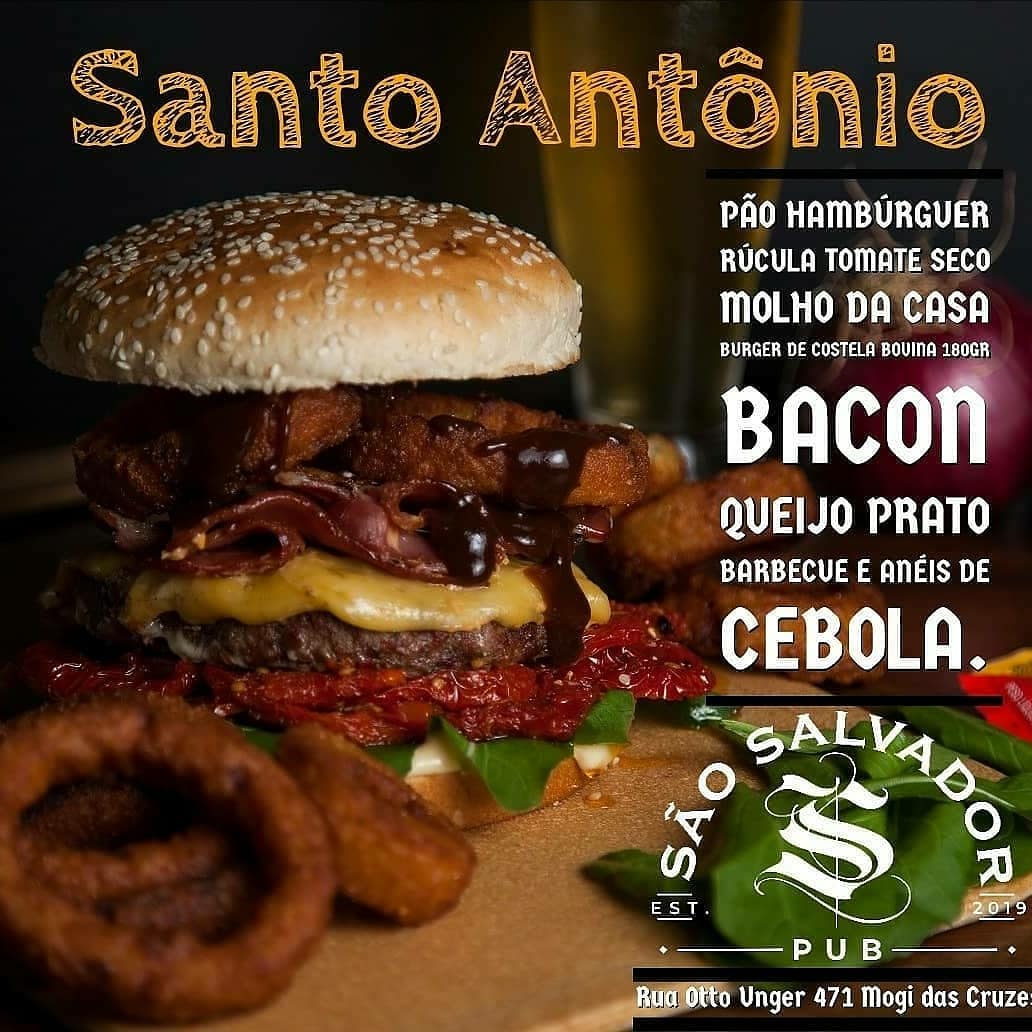 Santo Antônio
PÃO HAMBÚRGUER
RÚCULA TOMATE SECO
MOLHO DA CASA
BURGER DE COSTELA BOVINA 180GR
BACON
QUEIJO PRATO
BARBECUE E ANÉIS DE
CEBOLA.
SÃO SALVADOR
S
EST. 2019
PUB
Rua Otto Unger 471 Mogi das Cruzes